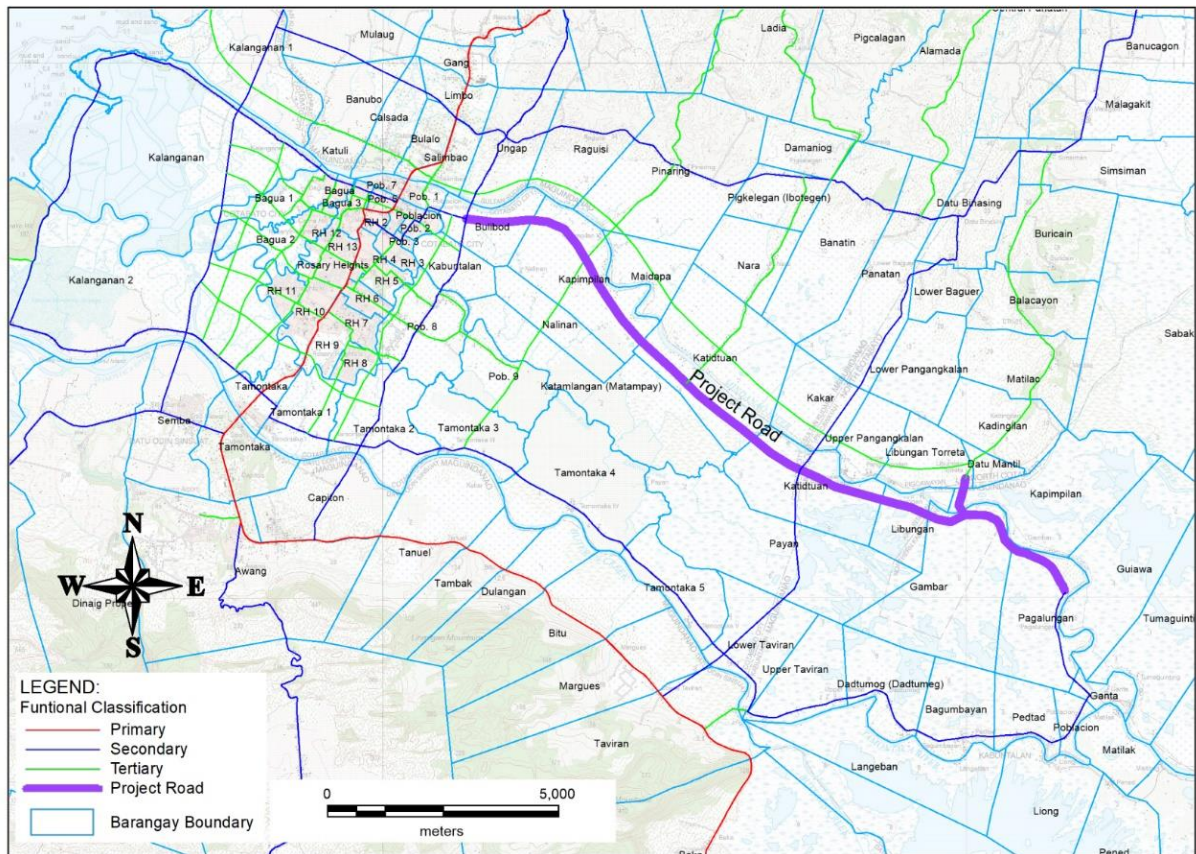 Ladia
Central Panatan
Mulaug
Pigcalagan
Kalanganan 1
Alamada
Banucagon
Gang
Limbo
Banubo
Malagakit
Calsada
Bulalo
Ungap
Raguisi
Damaniog
Kalanganan
Katuli
Salimbao
Pinaring
Simsiman
Bagua
Pob. 7
Bagua 1
Bagua 3
Pob. 5
Pob. 1
Pigkelegan (Ibotegen)
Datu Binasing
Poblacion
RH 2
Pob. 2
Bulibod
Buricain
RH 12
Bagua 2
RH 13
Pob. 3
Banatin
RH 4
RH 3
Kabuntalan
Rosary Heights
Nara
Panatan
Kalanganan 2
RH 5
Kapimpilan
Maidapa
RH 11
Lower Baguer
RH 6
Balacayon
RH 10
RH 7
Pob. 8
Nalinan
Sabak
RH 9
Katidtuan
RH 8
Lower Pangangkalan
Pob. 9
Matilac
Tamontaka
Katamlangan (Matampay)
Project Road
Kakar
Semba
Tamontaka 1
Kadingilan
Tamontaka 2
Tamontaka 3
Upper Pangangkalan
Tamontaka
Libungan Torreta
Datu Mantil
Tamontaka 4
Katidtuan
Kapimpilan
Capiton
Libungan
N
Payan
Tanuel
Guiawa
Awang
Tambak
Gambar
W
E
Dulangan
Tamontaka 5
Dinaig Proper
Pagalungan
Tumaguinting
Bitu
S
Lower Taviran
Upper Taviran
LEGEND:
Funtional Classification
Margues
Dadtumog (Dadtumeg)
Ganta
Primary
Bagumbayan
Pedtad
Poblacion
Secondary
Taviran
Matilak
Tertiary
Langeban
Project Road
0
5,000
Liong
Barangay Boundary
meters
Pened